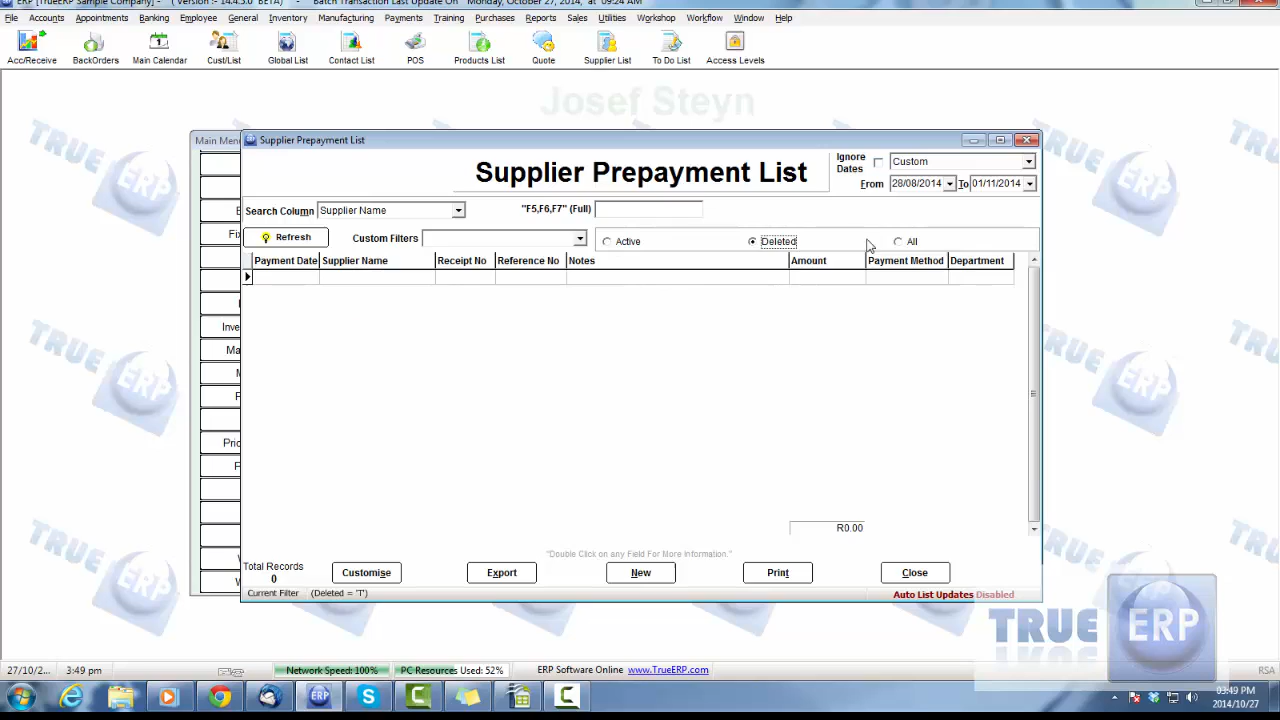 ERP [TrueERP Sample Company] - ( Version :- 14.4.5.0 BETA) Batch Transaction Last Update On Monday, October 27, 2014, at 09:24 AM
File Accounts Appointments Banking Employee General Inventory Manufacturing Payments Training Purchases Reports Sales Utilities Workshop Workflow Window Help
Acc/Receive BackOrders Main Calendar Cust/List Global List Contact List POS Products List Quote Supplier List To Do List Access Levels
Josef Steyn
Main Menu
Supplier Prepayment List
Supplier Prepayment List
Ignore Dates Custom
From 28/08/2014 To 01/11/2014
Search Column Supplier Name "F5,F6,F7" (Full)
Refresh Custom Filters Active Deleted All
Payment Date Supplier Name Receipt No Reference No Notes Amount Payment Method Department
R0.00
"Double Click on any Field For More Information."
Total Records
0
Customise Export New Print Close
Current Filter (Deleted = 'T') Auto List Updates Disabled
TRUE ERP
27/10/2... 3:49 pm Network Speed: 100% PC Resources Used: 52% ERP Software Online www.TrueERP.com RSA
03:49 PM
2014/10/27